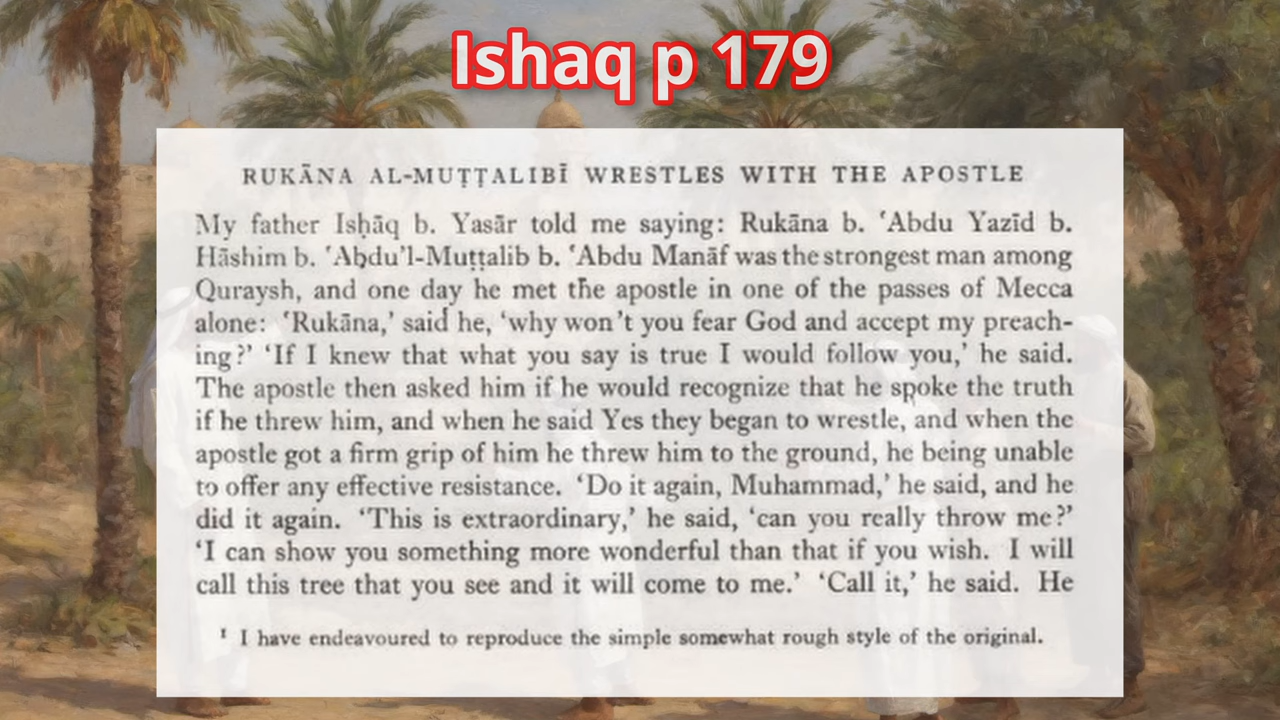 Ishaq p 179
RUKĀNA AL-MUṬṬALIBĪ WRESTLES WITH THE APOSTLE
My father Isḥāq b. Yasār told me saying: Rukāna b. ‘Abdu Yazīd b.
Hāshim b. ‘Abdu’l-Muṭṭalib b. ‘Abdu Manāf was the strongest man among
Quraysh, and one day he met the apostle in one of the passes of Mecca
alone: ‘Rukāna,’ said he, ‘why won’t you fear God and accept my preach-
ing?’ ‘If I knew that what you say is true I would follow you,’ he said.
The apostle then asked him if he would recognize that he spoke the truth
if he threw him, and when he said Yes they began to wrestle, and when the
apostle got a firm grip of him he threw him to the ground, he being unable
to offer any effective resistance. ‘Do it again, Muhammad,’ he said, and he
did it again. ‘This is extraordinary,’ he said, ‘can you really throw me?’
‘I can show you something more wonderful than that if you wish. I will
call this tree that you see and it will come to me.’ ‘Call it,’ he said. He
¹ I have endeavoured to reproduce the simple somewhat rough style of the original.